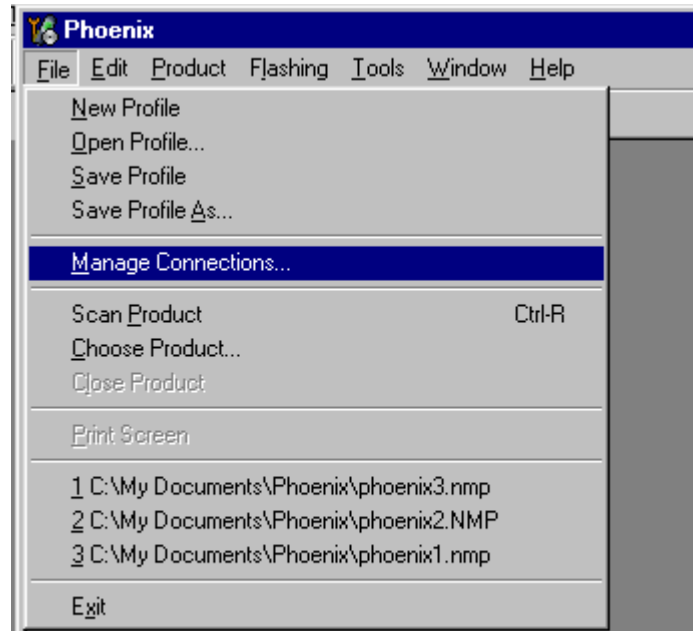 Phoenix
File Edit Product Flashing Tools Window Help
New Profile
Open Profile...
Save Profile
Save Profile As...
Manage Connections...
Scan Product Ctrl-R
Choose Product...
Close Product
Print Screen
1 C:\My Documents\Phoenix\phoenix3.nmp
2 C:\My Documents\Phoenix\phoenix2.NMP
3 C:\My Documents\Phoenix\phoenix1.nmp
Exit